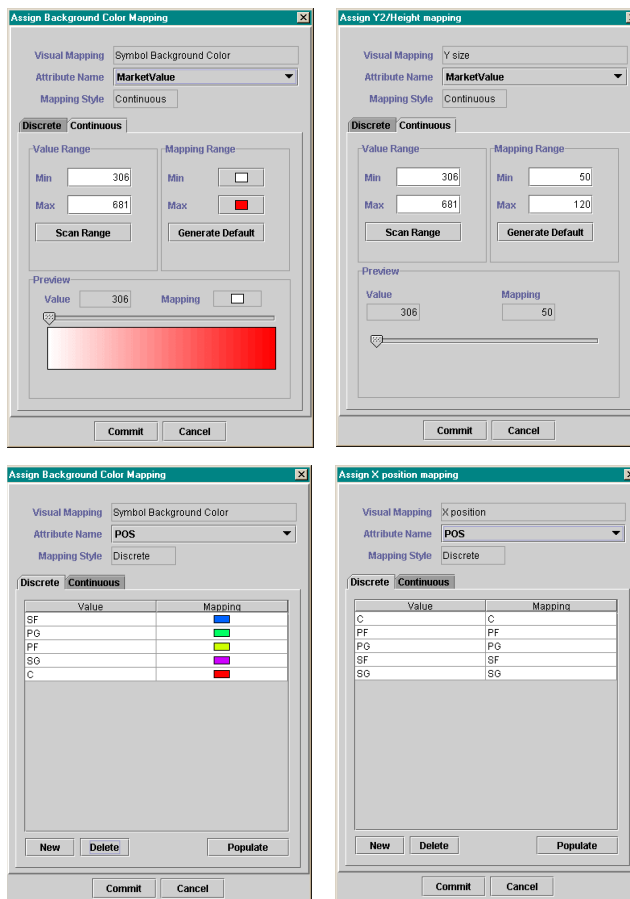 Assign Background Color Mapping
Visual Mapping Symbol Background Color
Attribute Name MarketValue
Mapping Style Continuous
Discrete Continuous
Value Range Mapping Range
Min 306 Min
Max 681 Max
Scan Range Generate Default
Preview
Value 306 Mapping
Commit Cancel
Assign Y2/Height mapping
Visual Mapping Y size
Attribute Name MarketValue
Mapping Style Continuous
Discrete Continuous
Value Range Mapping Range
Min 306 Min 50
Max 681 Max 120
Scan Range Generate Default
Preview
Value Mapping
306 50
Commit Cancel
Assign Background Color Mapping
Visual Mapping Symbol Background Color
Attribute Name POS
Mapping Style Discrete
Discrete Continuous
Value Mapping
SF
PG
PF
SG
C
New Delete Populate
Commit Cancel
Assign X position mapping
Visual Mapping X position
Attribute Name POS
Mapping Style Discrete
Discrete Continuous
Value Mapping
C C
PF PF
PG PG
SF SF
SG SG
New Delete Populate
Commit Cancel